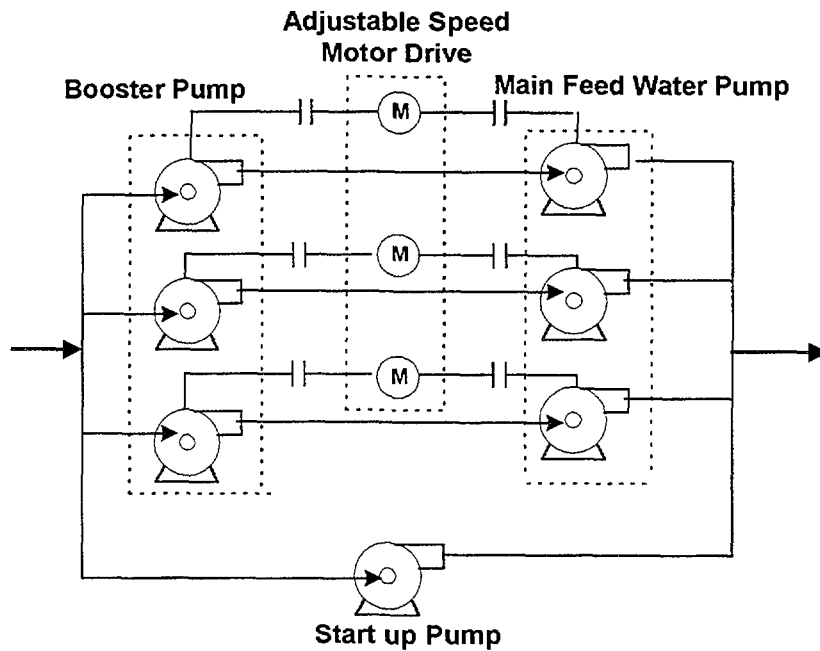 Adjustable Speed
Motor Drive
Booster Pump
Main Feed Water Pump
M
M
M
Start up Pump